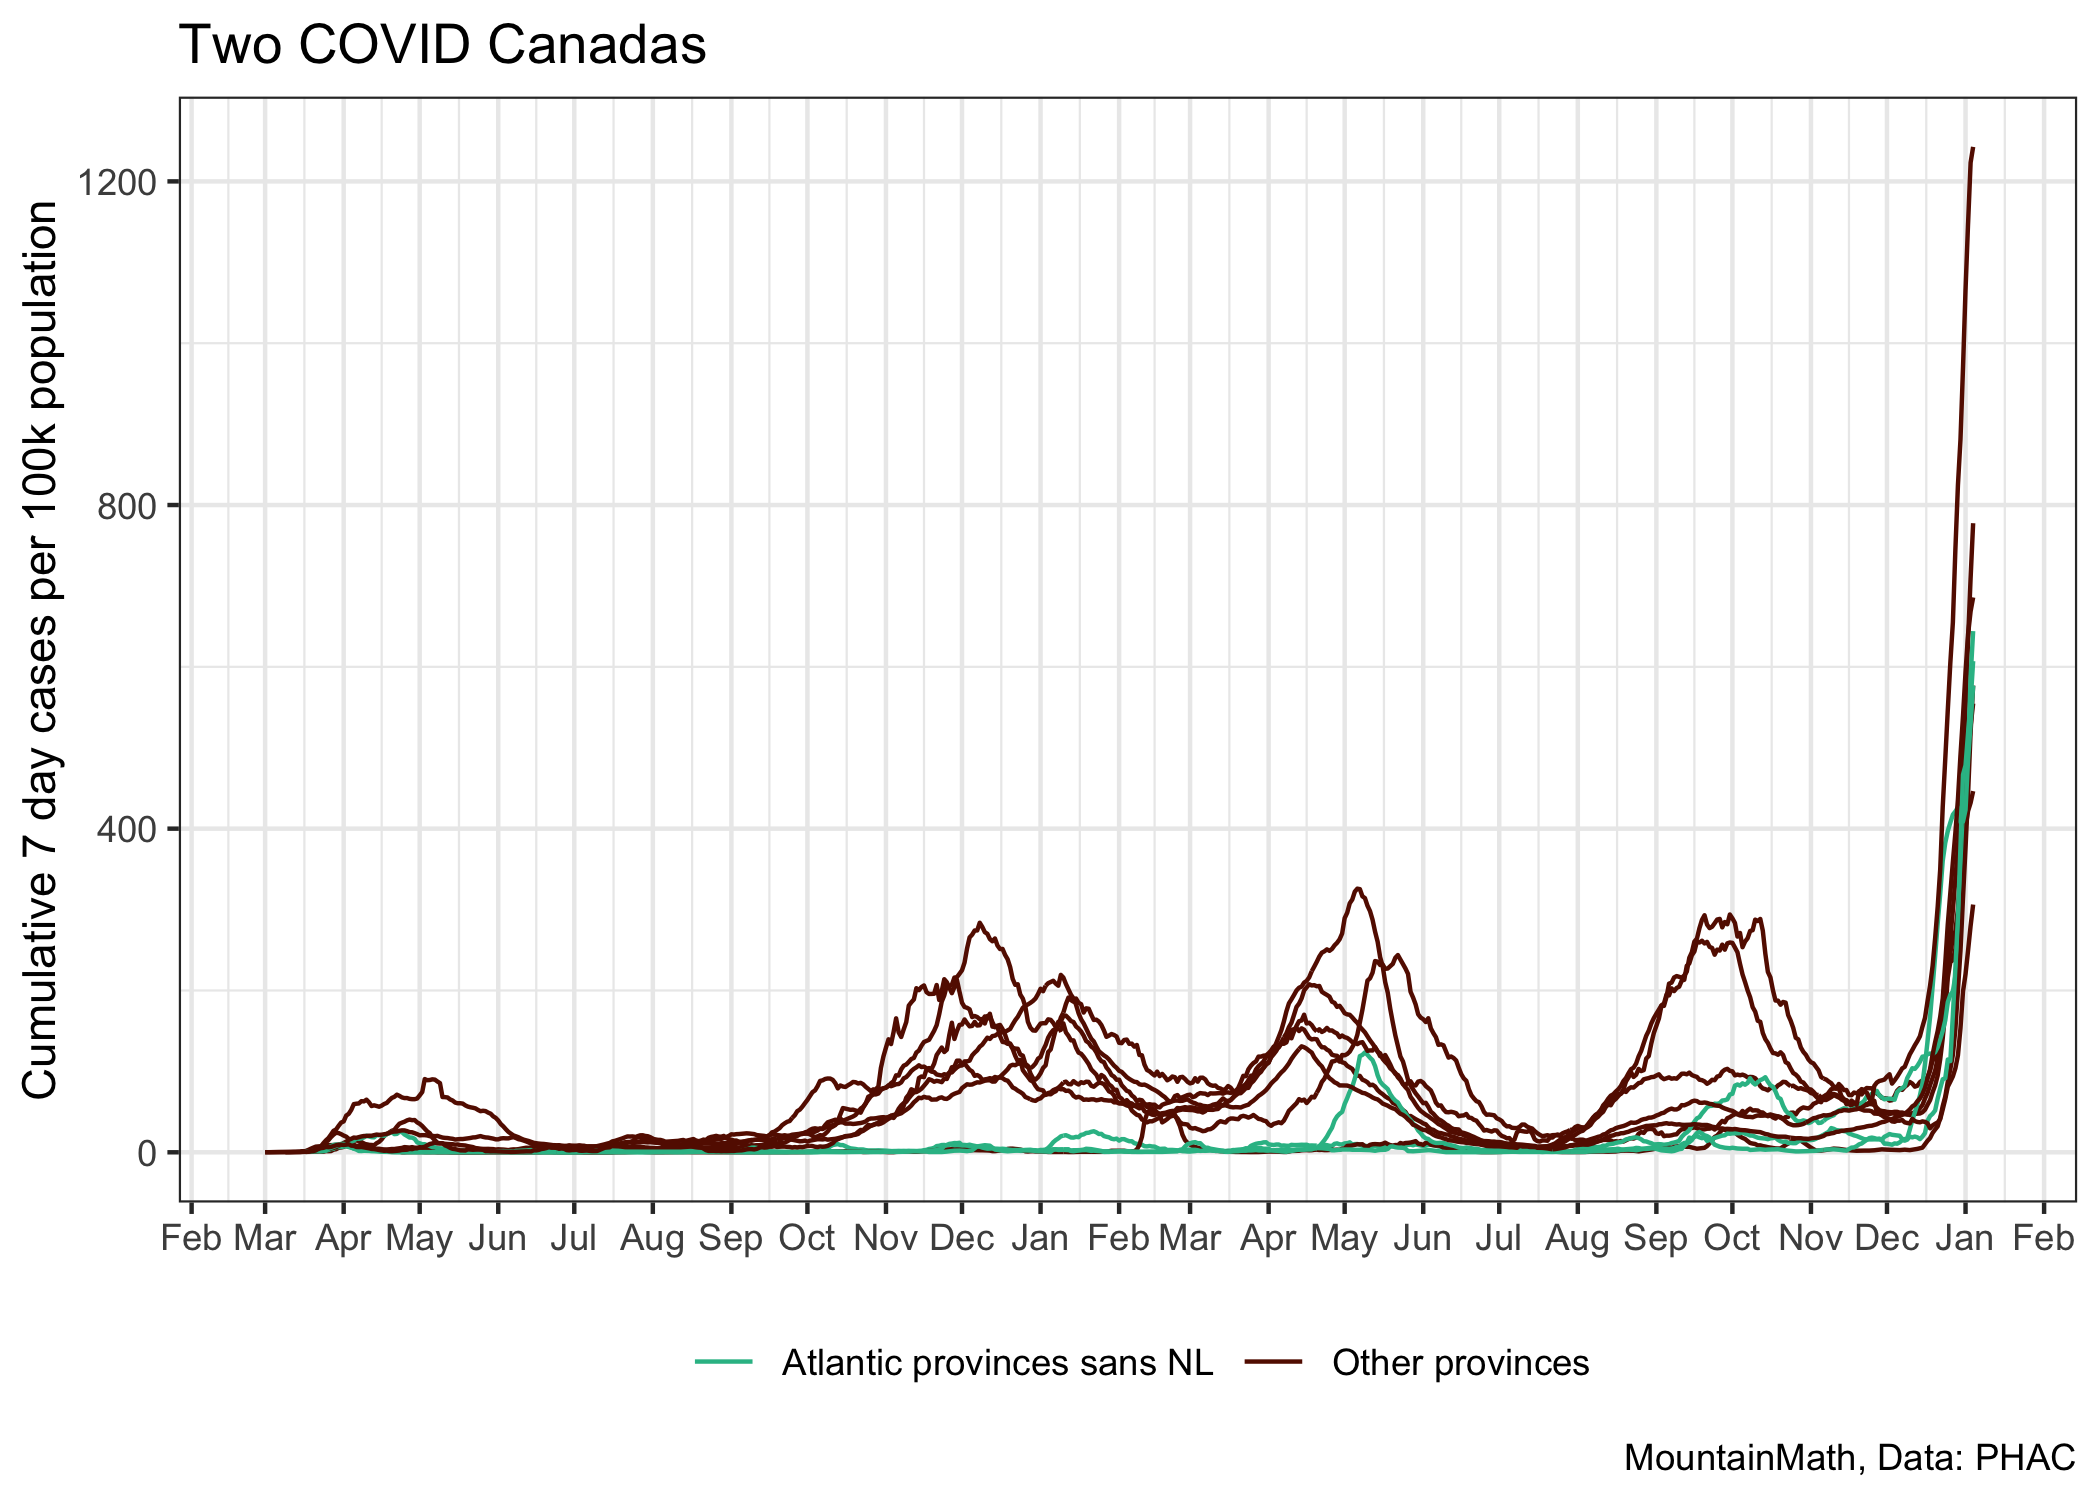 Two COVID Canadas
Cumulative 7 day cases per 100k population
1200
800
400
0
Feb Mar Apr May Jun Jul Aug Sep Oct Nov Dec Jan Feb Mar Apr May Jun Jul Aug Sep Oct Nov Dec Jan Feb
Atlantic provinces sans NL Other provinces
MountainMath, Data: PHAC